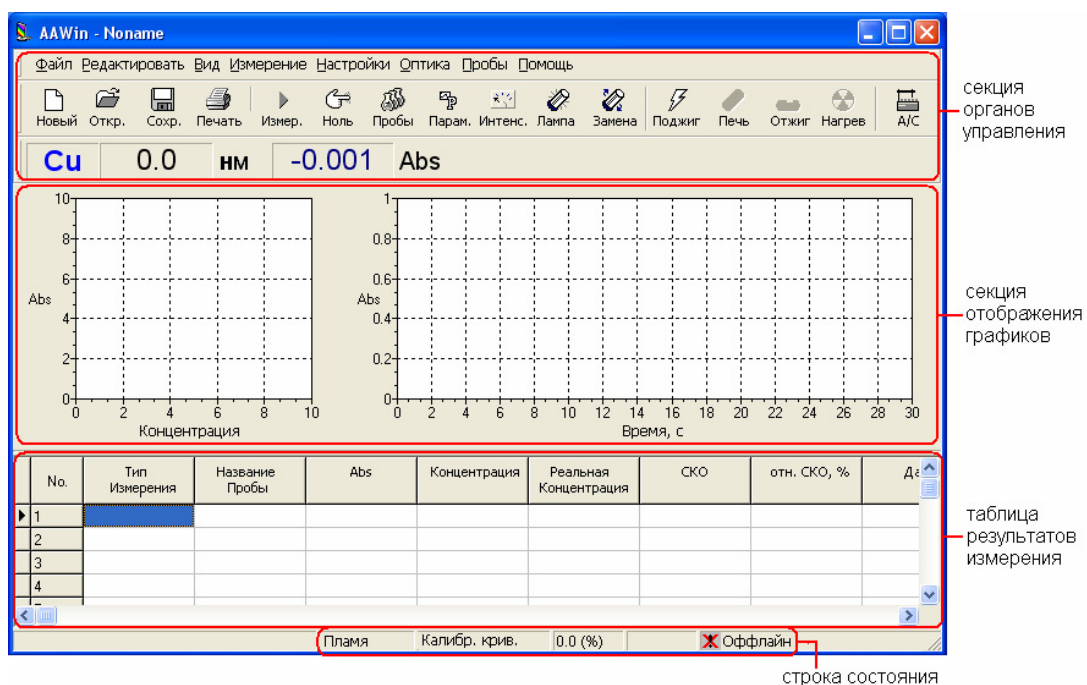 AAWin - Noname
Файл Редактировать Вид Измерение Настройки Оптика Пробы Помощь
Новый Откр. Сохр. Печать Измер. Ноль Пробы Парам. Интенс. Лампа Замена Поджиг Печь Отжиг Нагрев A/C
Cu 0.0 нм -0.001 Abs
секция
органов
управления
10
8
6
4
2
0
Abs
0 2 4 6 8 10
Концентрация
1
0.8
0.6
0.4
0.2
0
Abs
0 2 4 6 8 10 12 14 16 18 20 22 24 26 28 30
Время, с
секция
отображения
графиков
No. Тип Измерения Название Пробы Abs Концентрация Реальная Концентрация СКО отн. СКО, %
1
2
3
4
таблица
результатов
измерения
Пламя Калибр. крив. 0.0 (%) Оффлайн
строка состояния